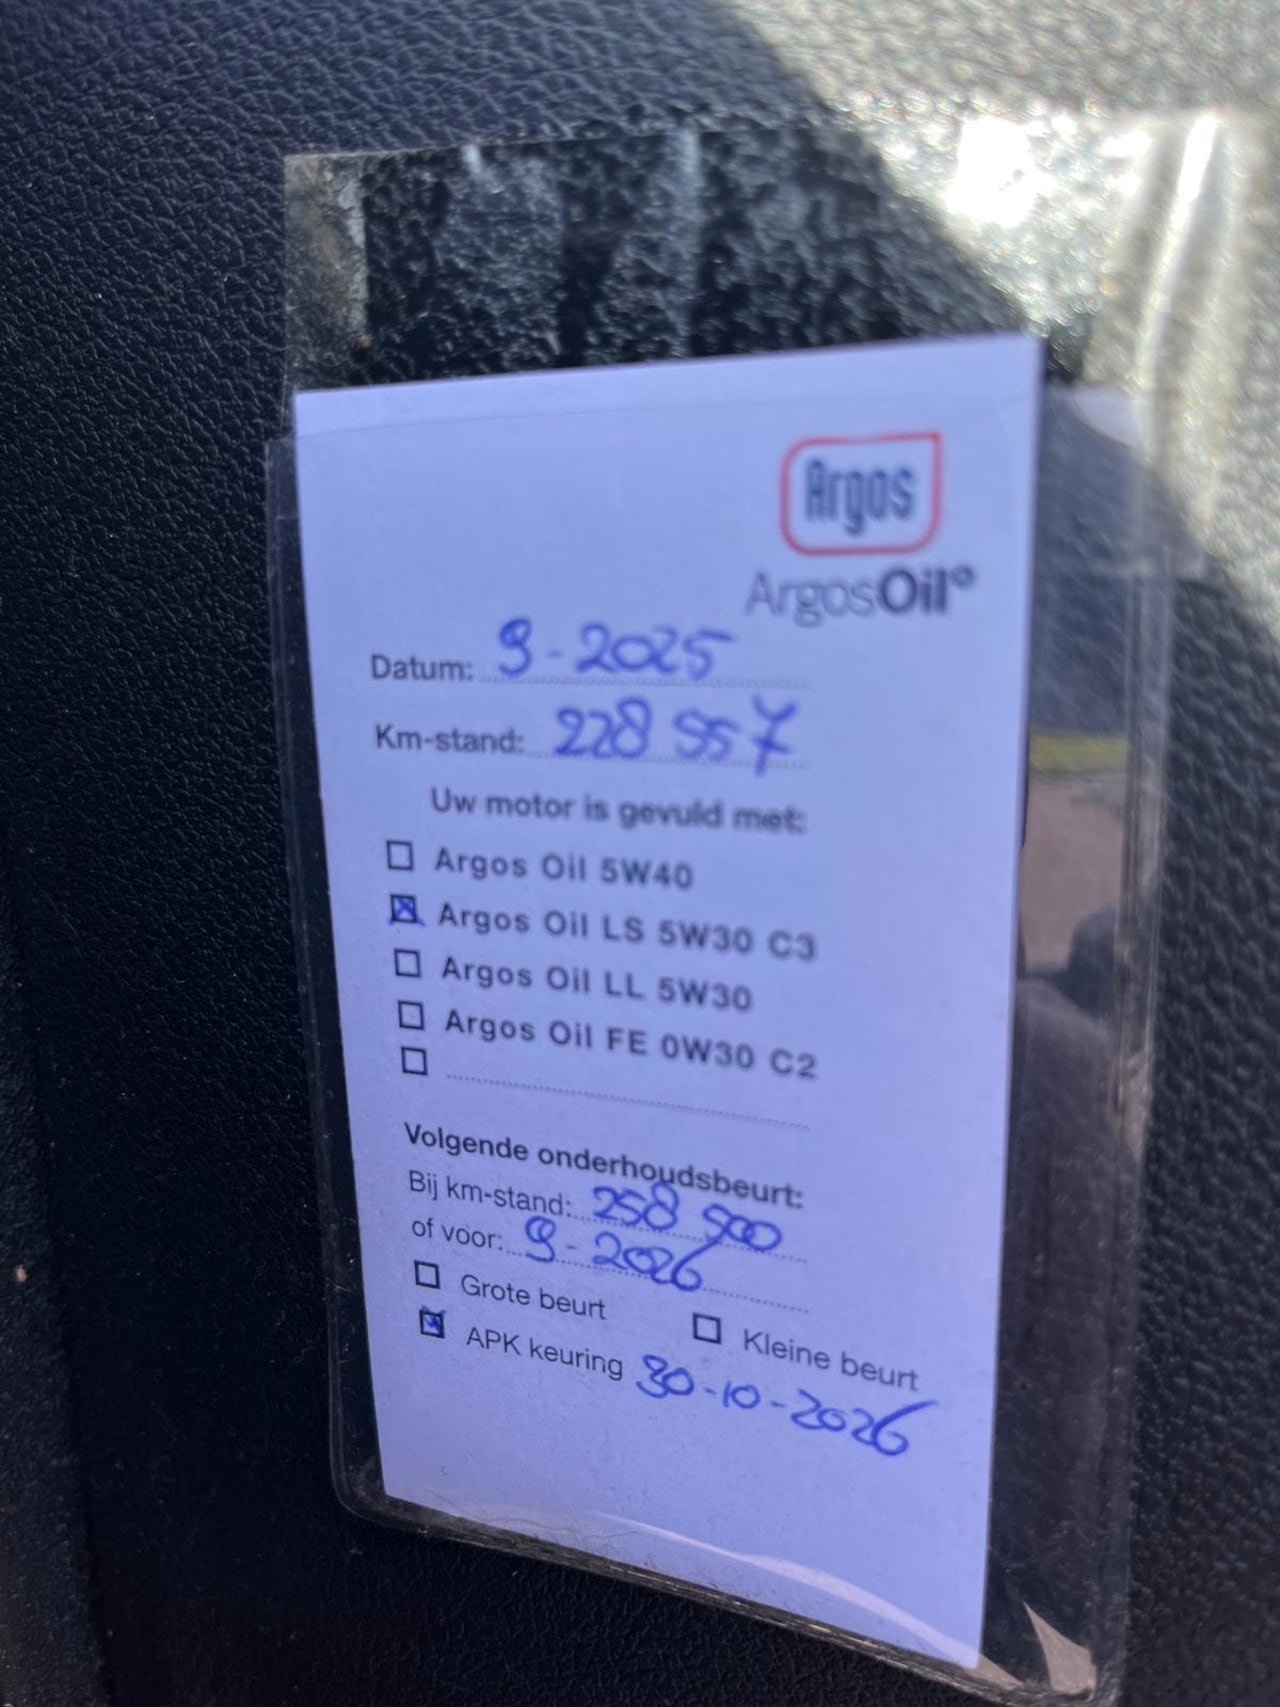 Argos
ArgosOil
Datum: 9-2025
Km-stand: 228 557
Uw motor is gevuld met:
Argos Oil 5W40
Argos Oil LS 5W30 C3
Argos Oil LL 5W30
Argos Oil FE 0W30 C2
Volgende onderhoudsbeurt:
Bij km-stand: 258 500
of voor: 9-2026
Grote beurt Kleine beurt
APK keuring 30-10-2026